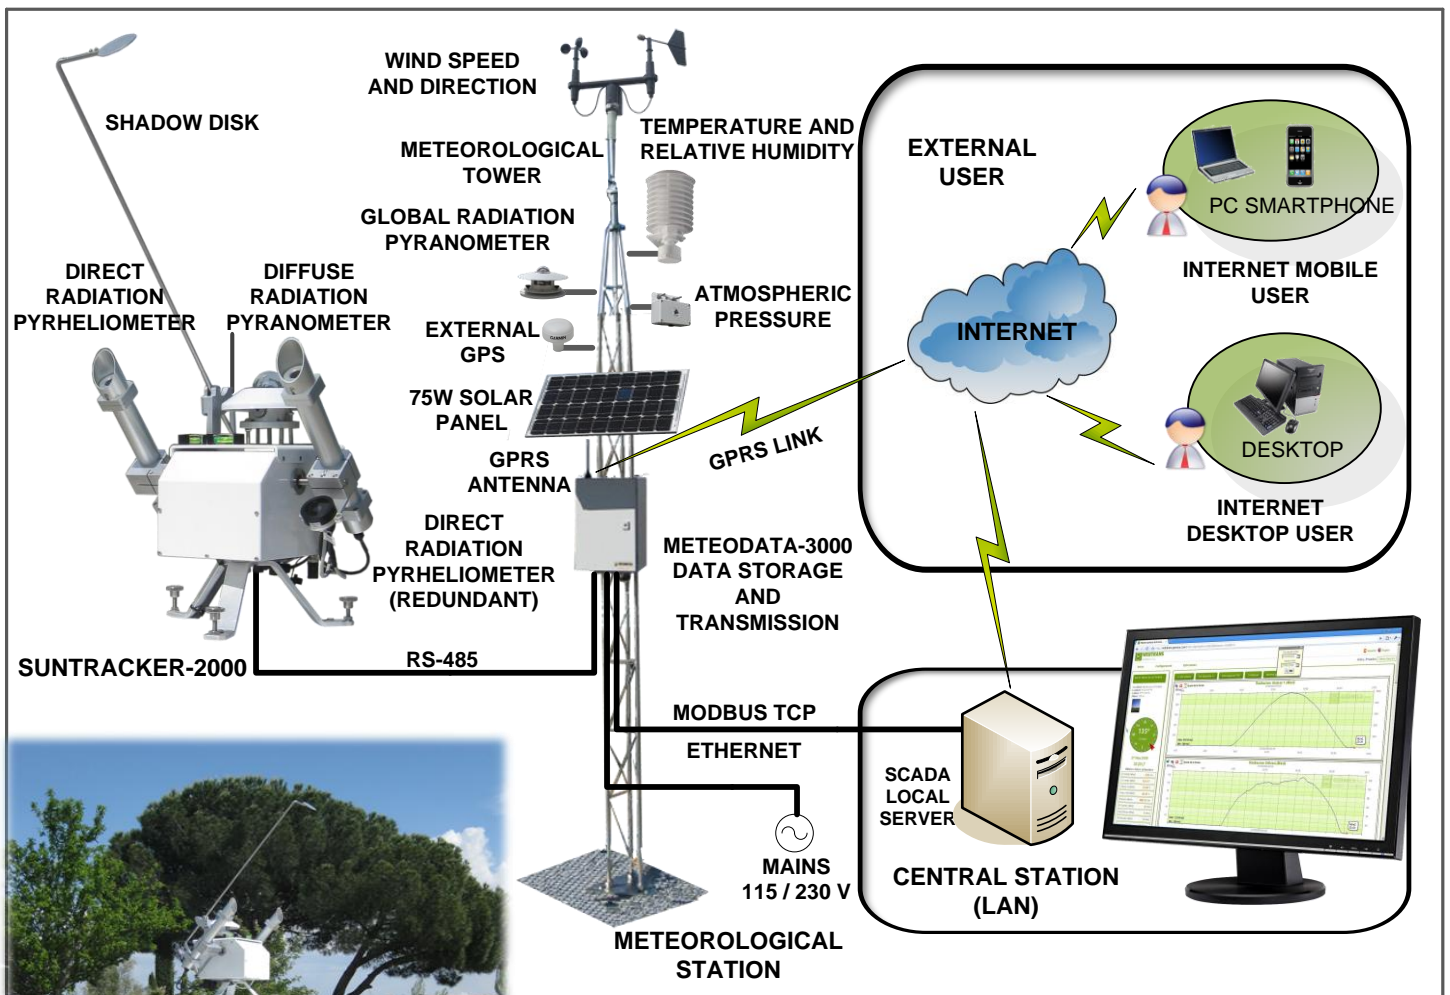 WIND SPEED
AND DIRECTION
SHADOW DISK
TEMPERATURE AND
RELATIVE HUMIDITY
METEOROLOGICAL
TOWER
GLOBAL RADIATION
PYRANOMETER
DIRECT
RADIATION
PYRHELIOMETER
DIFFUSE
RADIATION
PYRANOMETER
ATMOSPHERIC
PRESSURE
EXTERNAL
GPS
GARMIN
75W SOLAR
PANEL
GPRS
ANTENNA
GPRS LINK
DIRECT
RADIATION
PYRHELIOMETER
(REDUNDANT)
METEODATA-3000
DATA STORAGE
AND
TRANSMISSION
SUNTRACKER-2000
RS-485
MODBUS TCP
ETHERNET
MAINS
115 / 230 V
METEOROLOGICAL
STATION
EXTERNAL
USER
INTERNET
PC SMARTPHONE
INTERNET MOBILE
USER
DESKTOP
INTERNET
DESKTOP USER
SCADA
LOCAL
SERVER
CENTRAL STATION
(LAN)